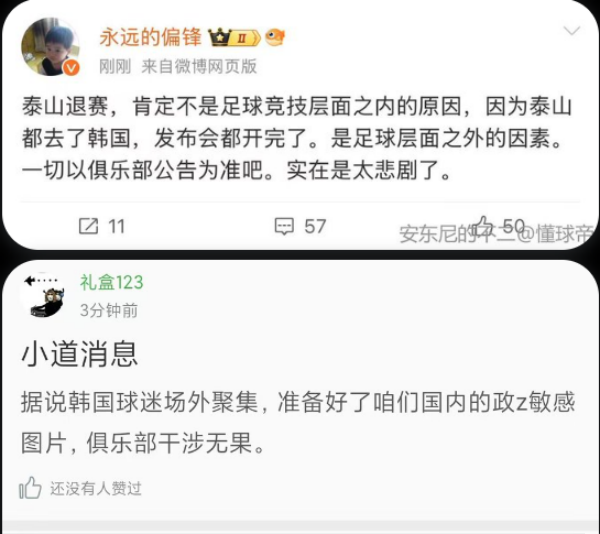 永远的偏锋 II
刚刚 来自微博网页版
泰山退赛，肯定不是足球竞技层面之内的原因，因为泰山
都去了韩国，发布会都开完了。是足球层面之外的因素。
一切以俱乐部公告为准吧。实在是太悲剧了。
11 57 50
安东尼的不二@懂球帝
礼盒123
3分钟前
小道消息
据说韩国球迷场外聚集，准备好了咱们国内的政z敏感
图片，俱乐部干涉无果。
还没有人赞过